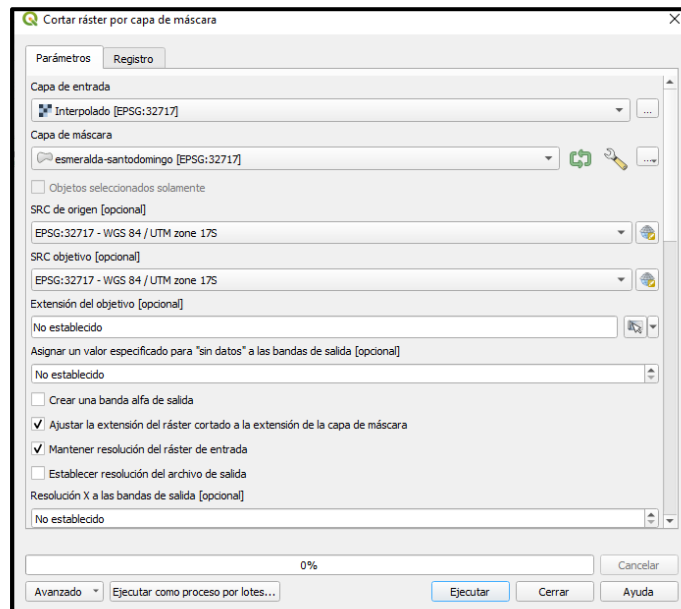 Cortar ráster por capa de máscara
Parámetros Registro
Capa de entrada
Interpolado [EPSG:32717]
...
Capa de máscara
esmeralda-santodomingo [EPSG:32717]
...
Objetos seleccionados solamente
SRC de origen [opcional]
EPSG:32717 - WGS 84 / UTM zone 17S
SRC objetivo [opcional]
EPSG:32717 - WGS 84 / UTM zone 17S
Extensión del objetivo [opcional]
No establecido
Asignar un valor especificado para "sin datos" a las bandas de salida [opcional]
No establecido
Crear una banda alfa de salida
Ajustar la extensión del ráster cortado a la extensión de la capa de máscara
Mantener resolución del ráster de entrada
Establecer resolución del archivo de salida
Resolución X a las bandas de salida [opcional]
No establecido
0% Cancelar
Avanzado Ejecutar como proceso por lotes... Ejecutar Cerrar Ayuda